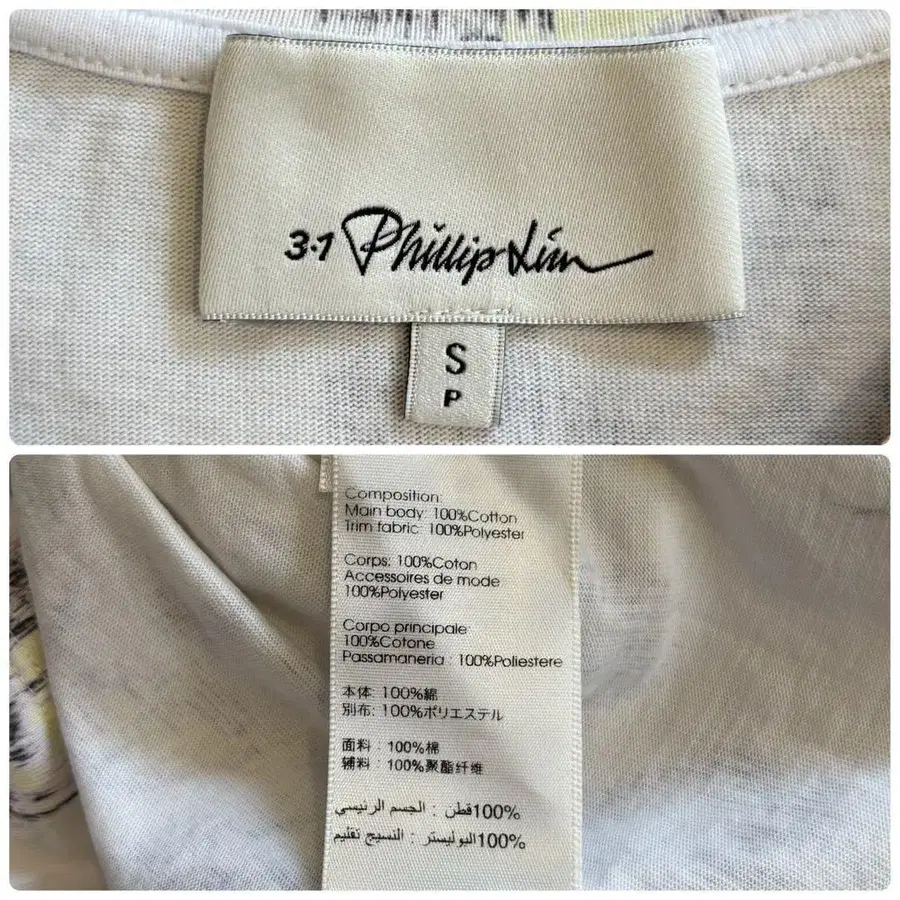 3.1 Phillip Lim
S
P
Composition:
Main body: 100%Cotton
Trim fabric: 100%Polyester
Corps: 100%Coton
Accessoires de mode
100%Polyester
Corpo principale:
100%Cotone
Passamaneria : 100%Poliestere
本体: 100%綿
別布: 100%ポリエステル
面料 : 100%棉
辅料 : 100%聚酯纤维
100%قطن : الجسم الرئيسي
100%البوليستر : النسيج تقليم